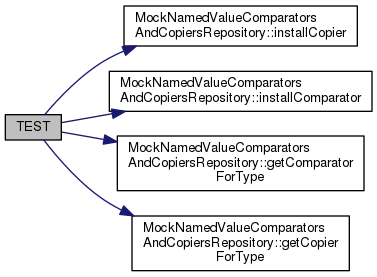 MockNamedValueComparators
AndCopiersRepository::installCopier
MockNamedValueComparators
AndCopiersRepository::installComparator
TEST
MockNamedValueComparators
AndCopiersRepository::getComparator
ForType
MockNamedValueComparators
AndCopiersRepository::getCopier
ForType